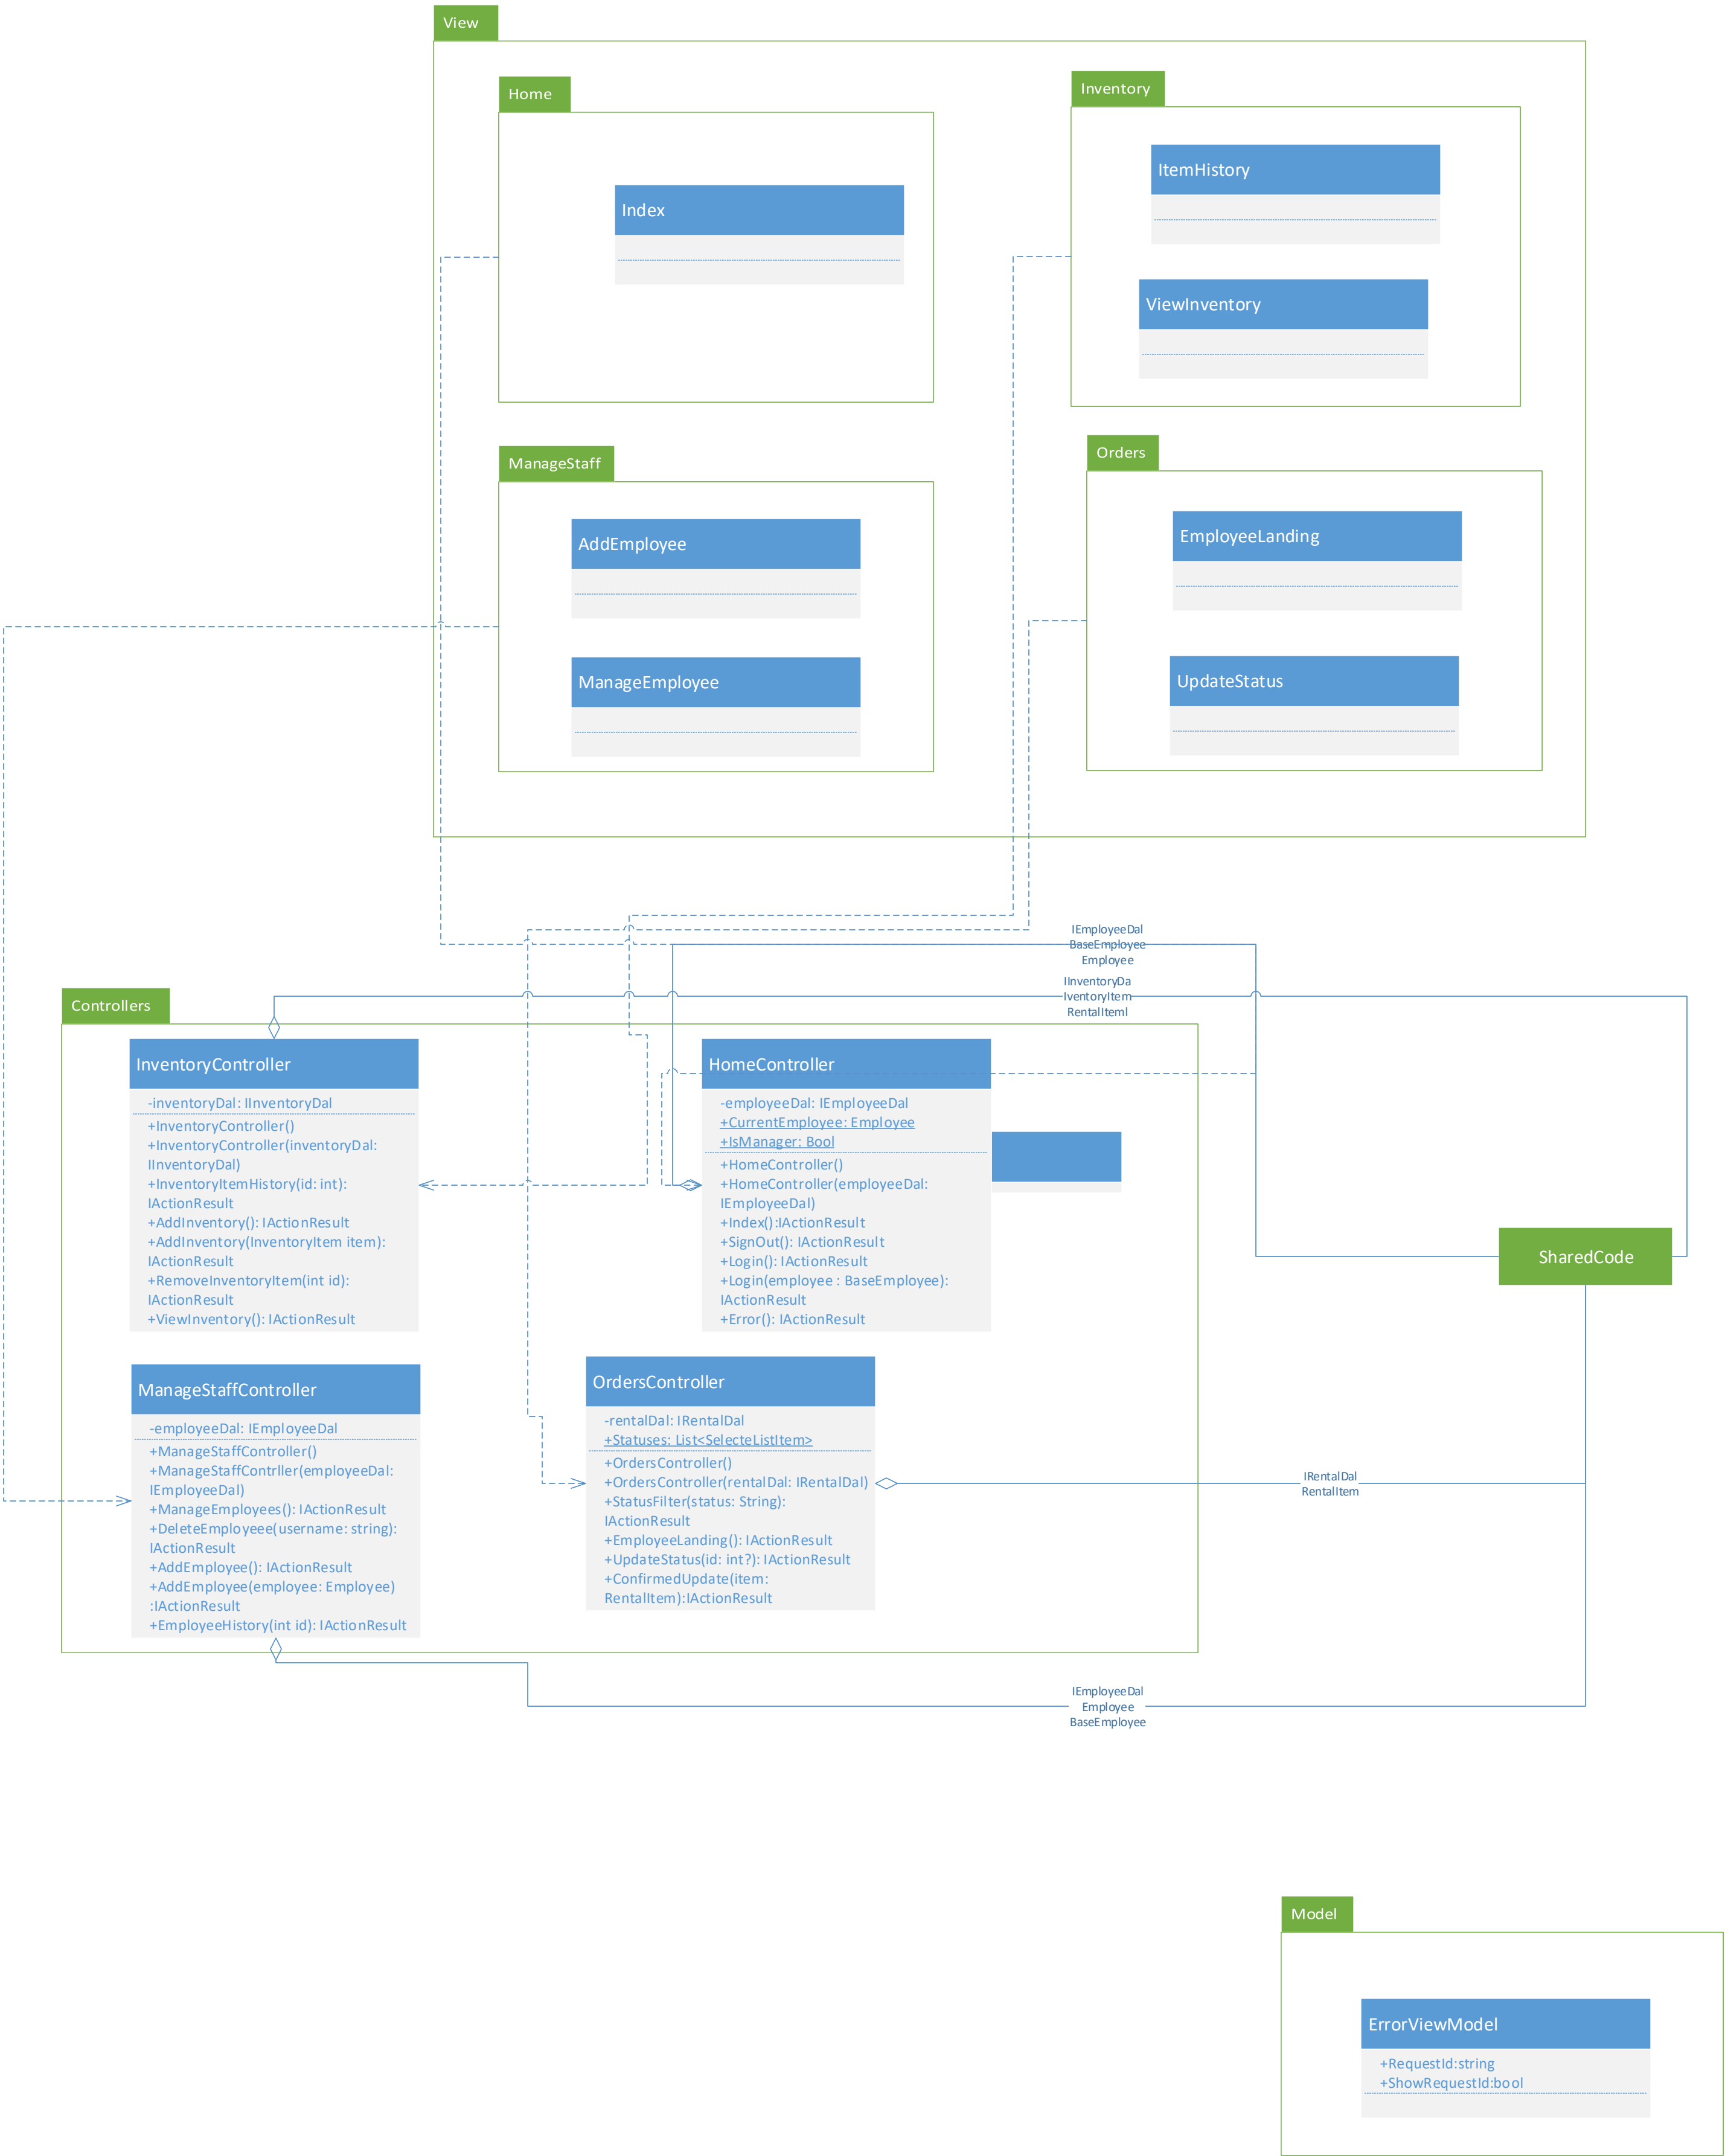 View
Home
Index
Inventory
ItemHistory
ViewInventory
ManageStaff
AddEmployee
ManageEmployee
Orders
EmployeeLanding
UpdateStatus
IEmployeeDal
BaseEmployee
Employee
IInventoryDa
IventoryItem
RentalItemI
Controllers
InventoryController
-inventoryDal: IInventoryDal
+InventoryController()
+InventoryController(inventoryDal:
IInventoryDal)
+InventoryItemHistory(id: int):
IActionResult
+AddInventory(): IActionResult
+AddInventory(InventoryItem item):
IActionResult
+RemoveInventoryItem(int id):
IActionResult
+ViewInventory(): IActionResult
HomeController
-employeeDal: IEmployeeDal
+CurrentEmployee: Employee
+IsManager: Bool
+HomeController()
+HomeController(employeeDal:
IEmployeeDal)
+Index():IActionResult
+SignOut(): IActionResult
+Login(): IActionResult
+Login(employee : BaseEmployee):
IActionResult
+Error(): IActionResult
SharedCode
ManageStaffController
-employeeDal: IEmployeeDal
+ManageStaffController()
+ManageStaffContrller(employeeDal:
IEmployeeDal)
+ManageEmployees(): IActionResult
+DeleteEmployeee(username: string):
IActionResult
+AddEmployee(): IActionResult
+AddEmployee(employee: Employee)
:IActionResult
+EmployeeHistory(int id): IActionResult
OrdersController
-rentalDal: IRentalDal
+Statuses: List<SelecteListItem>
+OrdersController()
+OrdersController(rentalDal: IRentalDal)
+StatusFilter(status: String):
IActionResult
+EmployeeLanding(): IActionResult
+UpdateStatus(id: int?): IActionResult
+ConfirmedUpdate(item:
RentalItem):IActionResult
IRentalDal
RentalItem
IEmployeeDal
Employee
BaseEmployee
Model
ErrorViewModel
+RequestId:string
+ShowRequestId:bool